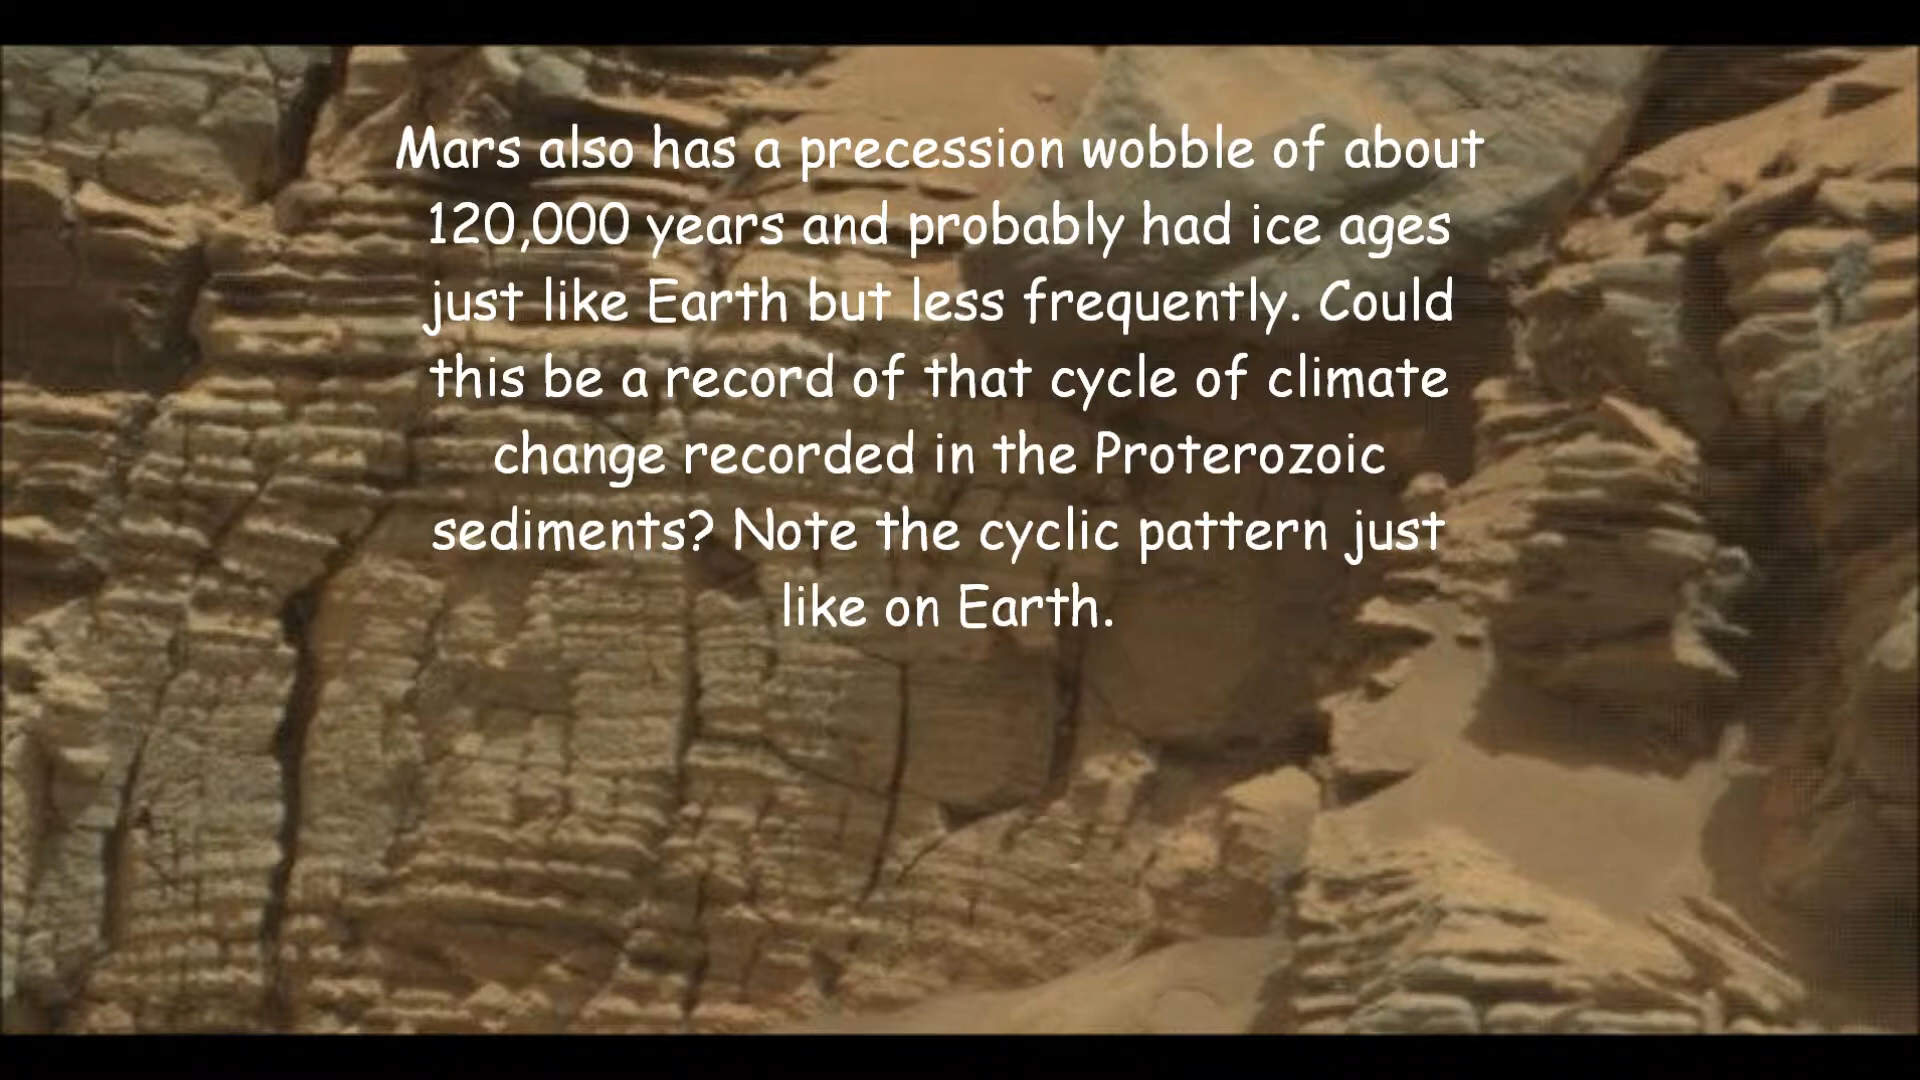 Mars also has a precession wobble of about
120,000 years and probably had ice ages
just like Earth but less frequently. Could
this be a record of that cycle of climate
change recorded in the Proterozoic
sediments? Note the cyclic pattern just
like on Earth.